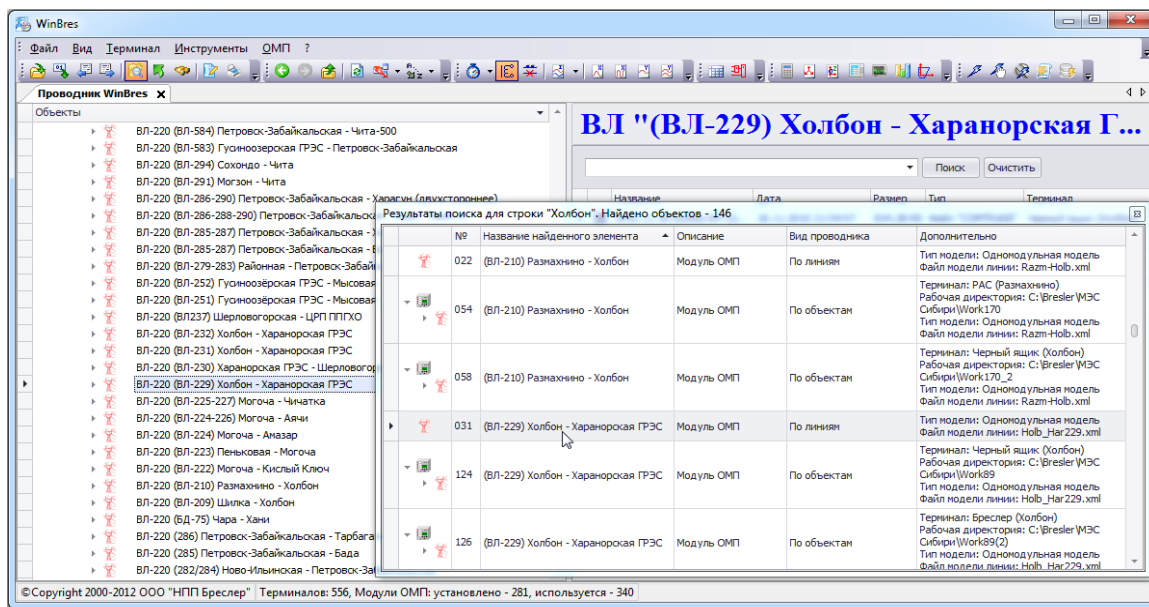 WinBres
Файл Вид Терминал Инструменты ОМП ?
Проводник WinBres
Объекты
ВЛ-220 (ВЛ-584) Петровск-Забайкальская - Чита-500
ВЛ-220 (ВЛ-583) Гусиноозерская ГРЭС - Петровск-Забайкальская
ВЛ-220 (ВЛ-294) Сохондо - Чита
ВЛ-220 (ВЛ-291) Могзон - Чита
ВЛ-220 (ВЛ-286-290) Петровск-Забайкальская - Харагун (двухстороннее)
ВЛ-220 (ВЛ-286-288-290) Петровск-Забайкальска
ВЛ-220 (ВЛ-285-287) Петровск-Забайкальская -
ВЛ-220 (ВЛ-285-287) Петровск-Забайкальская -
ВЛ-220 (ВЛ-279-283) Районная - Петровск-Забай
ВЛ-220 (ВЛ-252) Гусиноозёрская ГРЭС - Мысовая
ВЛ-220 (ВЛ-251) Гусиноозёрская ГРЭС - Мысовая
ВЛ-220 (ВЛ237) Шерловогорская - ЦРП ППГХО
ВЛ-220 (ВЛ-232) Холбон - Харанорская ГРЭС
ВЛ-220 (ВЛ-231) Холбон - Харанорская ГРЭС
ВЛ-220 (ВЛ-230) Харанорская ГРЭС - Шерловогор
ВЛ-220 (ВЛ-229) Холбон - Харанорская ГРЭС
ВЛ-220 (ВЛ-225-227) Могоча - Чичатка
ВЛ-220 (ВЛ-224-226) Могоча - Аячи
ВЛ-220 (ВЛ-224) Могоча - Амазар
ВЛ-220 (ВЛ-223) Пеньковая - Могоча
ВЛ-220 (ВЛ-222) Могоча - Кислый Ключ
ВЛ-220 (ВЛ-210) Размахнино - Холбон
ВЛ-220 (ВЛ-209) Шилка - Холбон
ВЛ-220 (БД-75) Чара - Хани
ВЛ-220 (286) Петровск-Забайкальская - Тарбага
ВЛ-220 (285) Петровск-Забайкальская - Бада
ВЛ-220 (282/284) Ново-Ильинская - Петровск-За
ВЛ "(ВЛ-229) Холбон - Харанорская Г...
Поиск Очистить
Название Дата Размер Тип Терминал
Результаты поиска для строки "Холбон". Найдено объектов - 146
№ Название найденного элемента Описание Вид проводника Дополнительно
022 (ВЛ-210) Размахнино - Холбон Модуль ОМП По линиям
Тип модели: Одномодульная модель
Файл модели линии: Razm-Holb.xml
054 (ВЛ-210) Размахнино - Холбон Модуль ОМП По объектам
Терминал: РАС (Размахнино)
Рабочая директория: C:\Bresler\МЭС
Сибири\Work170
Тип модели: Одномодульная модель
Файл модели линии: Razm-Holb.xml
058 (ВЛ-210) Размахнино - Холбон Модуль ОМП По объектам
Терминал: Черный ящик (Холбон)
Рабочая директория: C:\Bresler\МЭС
Сибири\Work170_2
Тип модели: Одномодульная модель
Файл модели линии: Razm-Holb.xml
031 (ВЛ-229) Холбон - Харанорская ГРЭС Модуль ОМП По линиям
Тип модели: Одномодульная модель
Файл модели линии: Holb_Har229.xml
124 (ВЛ-229) Холбон - Харанорская ГРЭС Модуль ОМП По объектам
Терминал: Черный ящик (Холбон)
Рабочая директория: C:\Bresler\МЭС
Сибири\Work89
Тип модели: Одномодульная модель
Файл модели линии: Holb_Har229.xml
126 (ВЛ-229) Холбон - Харанорская ГРЭС Модуль ОМП По объектам
Терминал: Бреслер (Холбон)
Рабочая директория: C:\Bresler\МЭС
Сибири\Work89(2)
Тип модели: Одномодульная модель
Файл модели линии: Holb_Har229.xml
©Copyright 2000-2012 ООО "НПП Бреслер" Терминалов: 556, Модули ОМП: установлено - 281, используется - 340